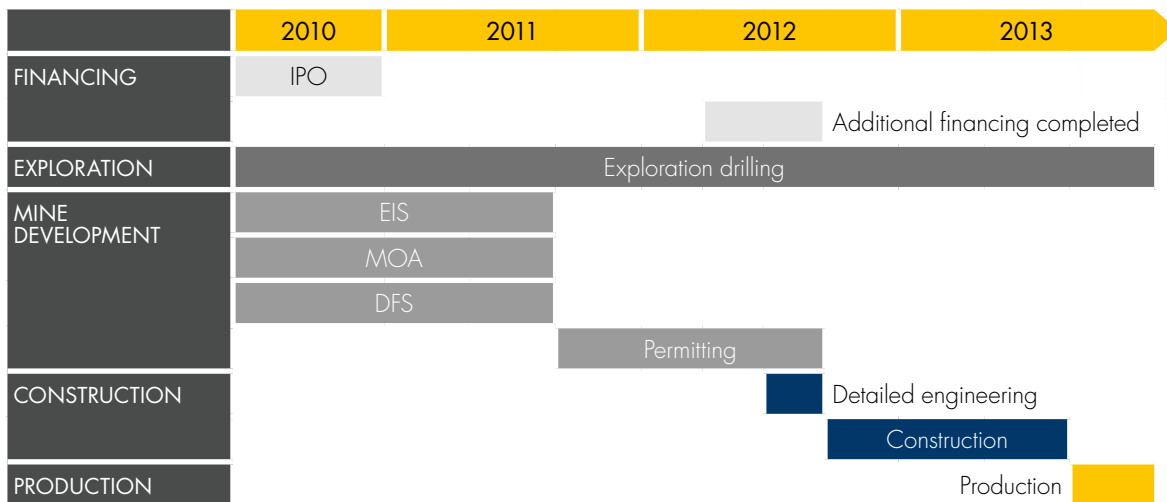 2010 2011 2012 2013
FINANCING IPO
Additional financing completed
EXPLORATION Exploration drilling
MINE
DEVELOPMENT
EIS
MOA
DFS
Permitting
CONSTRUCTION Detailed engineering
Construction
PRODUCTION Production